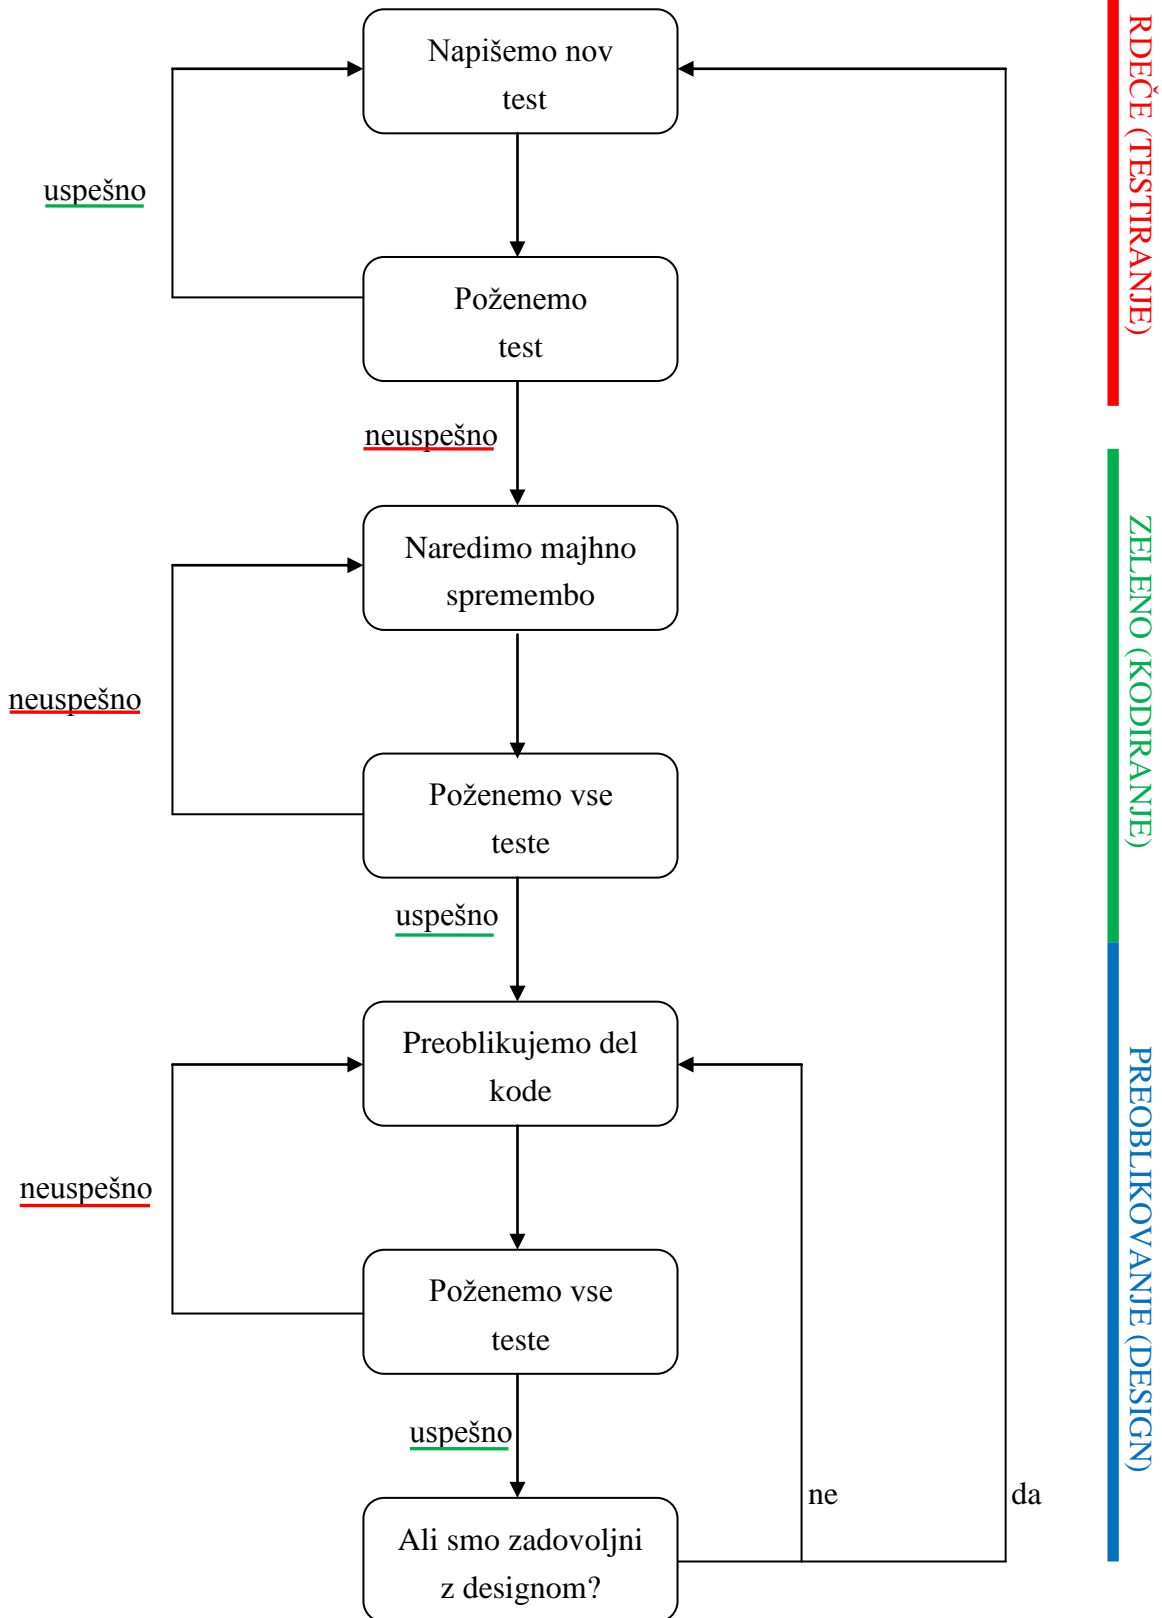 Napišemo nov
test
uspešno
Poženemo
test
neuspešno
Naredimo majhno
spremembo
neuspešno
Poženemo vse
teste
uspešno
Preoblikujemo del
kode
neuspešno
Poženemo vse
teste
uspešno
ne
da
Ali smo zadovoljni
z designom?
RDEČE (TESTIRANJE)
ZELENO (KODIRANJE)
PREOBLIKOVANJE (DESIGN)